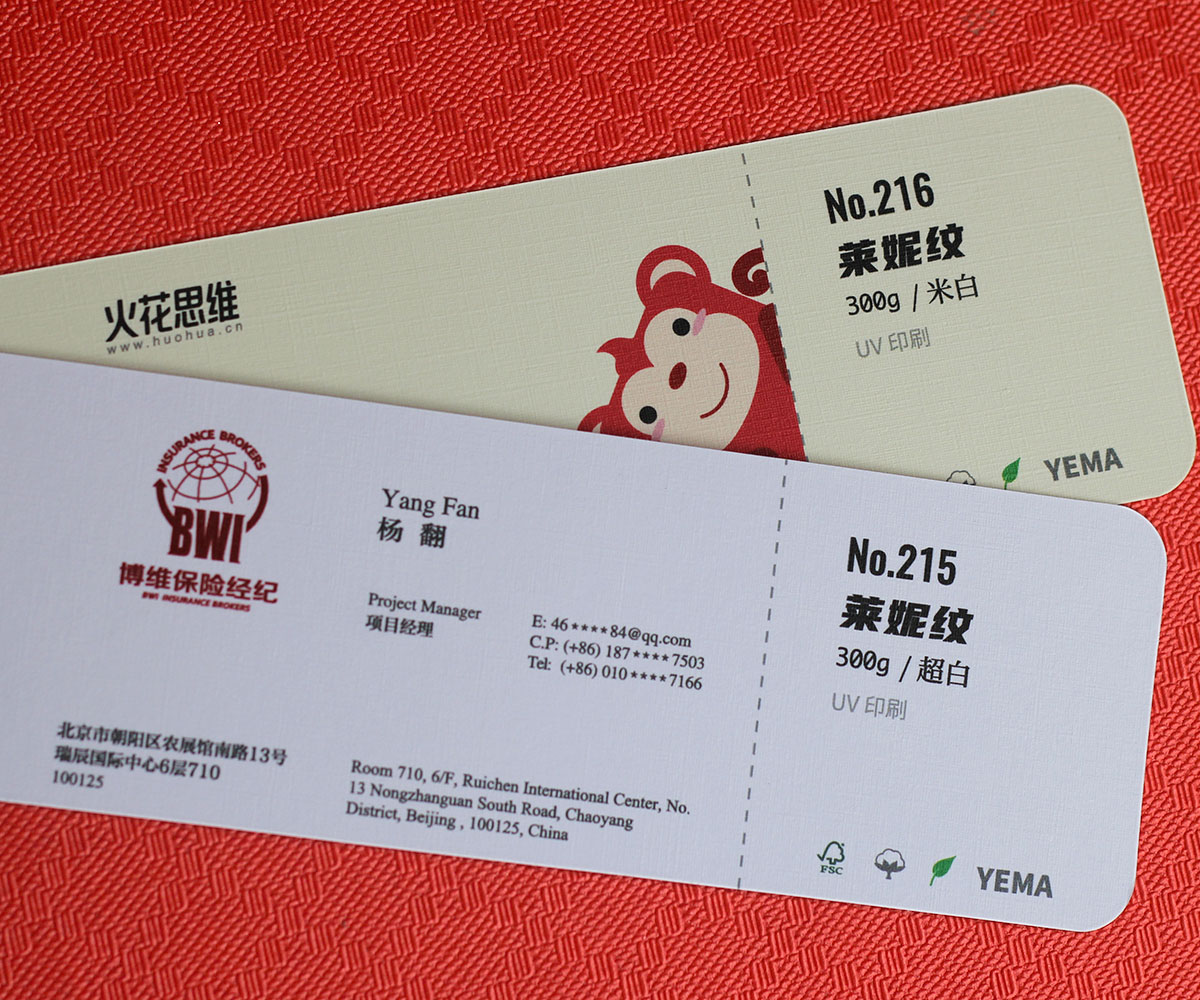 火花思维
www.huohua.cn
No.216
莱妮纹
300g / 米白
UV 印刷
YEMA
INSURANCE BROKERS
BWI
博维保险经纪
BWI INSURANCE BROKERS
Yang Fan
杨 翻
Project Manager
项目经理
E: 46★★★★84@qq.com
C.P: (+86) 187★★★★7503
Tel: (+86) 010★★★★7166
北京市朝阳区农展馆南路13号
瑞辰国际中心6层710
100125
Room 710, 6/F, Ruichen International Center, No.
13 Nongzhanguan South Road, Chaoyang
District, Beijing , 100125, China
No.215
莱妮纹
300g / 超白
UV 印刷
FSC
YEMA